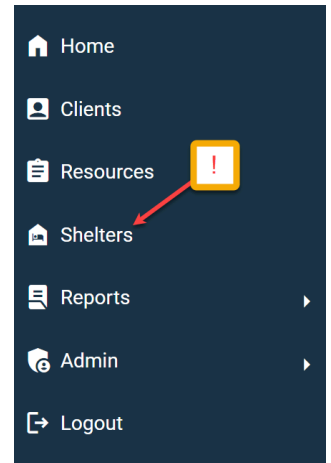 Home
Clients
Resources
!
Shelters
Reports
Admin
Logout